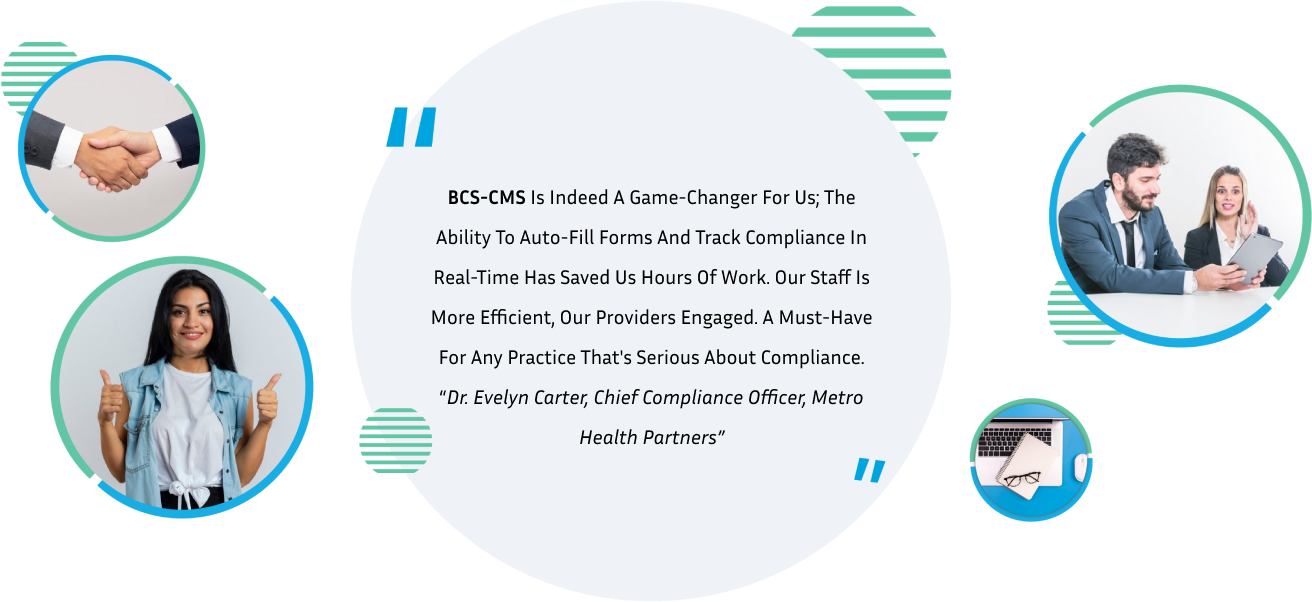 BCS-CMS Is Indeed A Game-Changer For Us; The
Ability To Auto-Fill Forms And Track Compliance In
Real-Time Has Saved Us Hours Of Work. Our Staff Is
More Efficient, Our Providers Engaged. A Must-Have
For Any Practice That's Serious About Compliance.
"Dr. Evelyn Carter, Chief Compliance Officer, Metro
Health Partners”